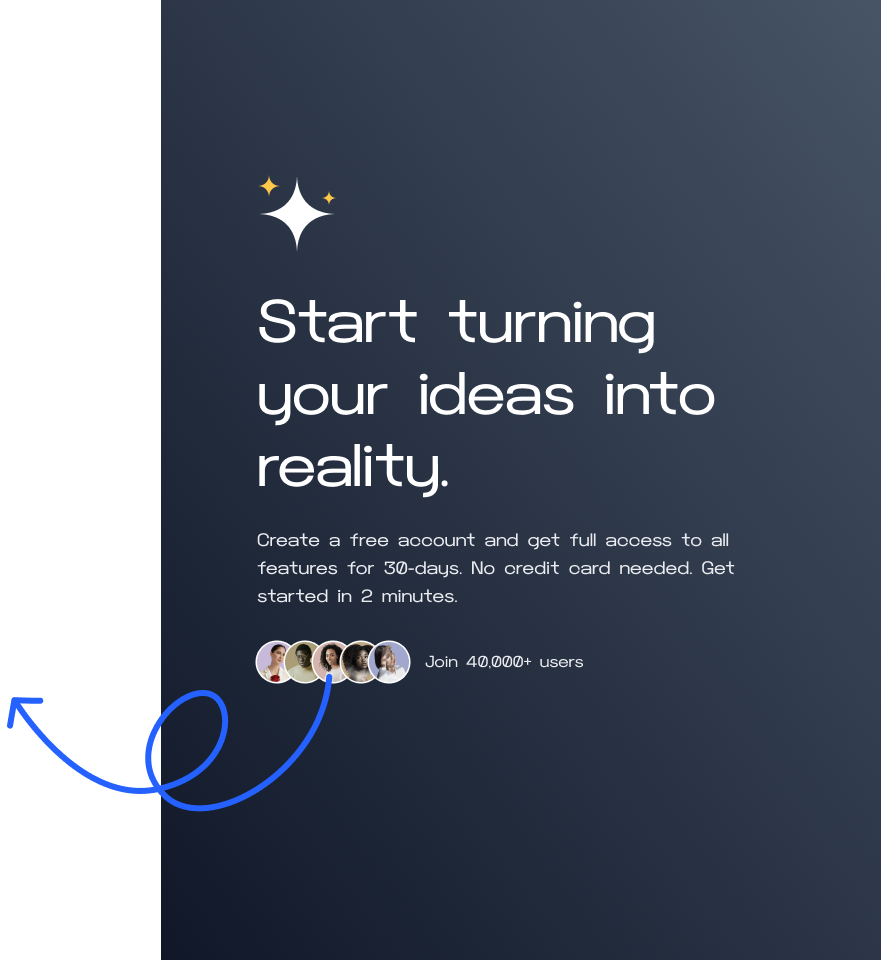 Start turning
your ideas into
reality.
Create a free account and get full access to all
features for 30-days. No credit card needed. Get
started in 2 minutes.
Join 40,000+ users